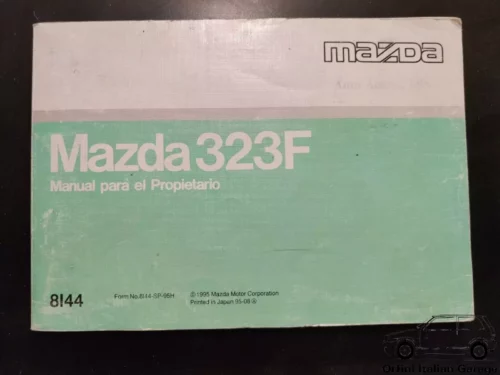 mazda
Mazda 323F
Manual para el Propietario
8I44
Form No.8I44-SP-95H
© 1995 Mazda Motor Corporation
Printed in Japan 95-08